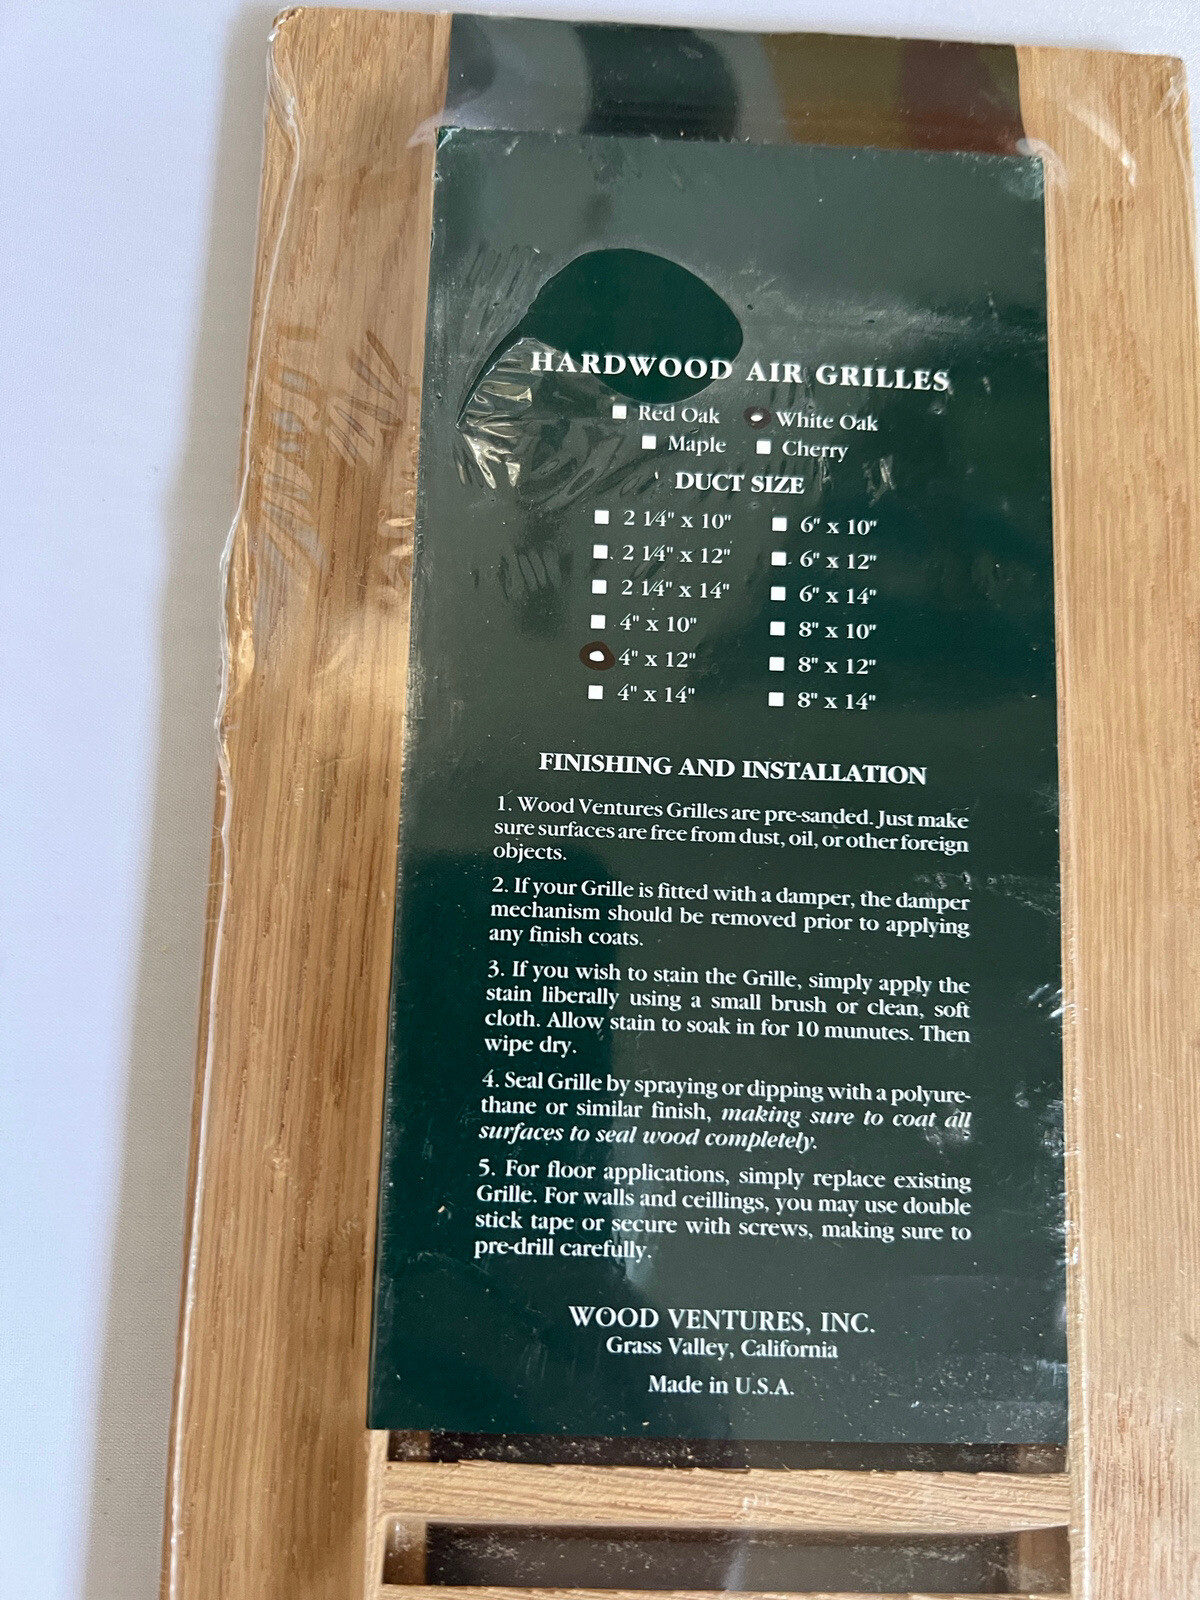 HARDWOOD AIR GRILLES
Red Oak White Oak
Maple Cherry
DUCT SIZE
2 1/4" x 10" 6" x 10"
2 1/4" x 12" 6" x 12"
2 1/4" x 14" 6" x 14"
4" x 10" 8" x 10"
4" x 12" 8" x 12"
4" x 14" 8" x 14"
FINISHING AND INSTALLATION
1. Wood Ventures Grilles are pre-sanded. Just make
sure surfaces are free from dust, oil, or other foreign
objects.
2. If your Grille is fitted with a damper, the damper
mechanism should be removed prior to applying
any finish coats.
3. If you wish to stain the Grille, simply apply the
stain liberally using a small brush or clean, soft
cloth. Allow stain to soak in for 10 munutes. Then
wipe dry.
4. Seal Grille by spraying or dipping with a polyure-
thane or similar finish, making sure to coat all
surfaces to seal wood completely.
5. For floor applications, simply replace existing
Grille. For walls and ceillings, you may use double
stick tape or secure with screws, making sure to
pre-drill carefully.
WOOD VENTURES, INC.
Grass Valley, California
Made in U.S.A.